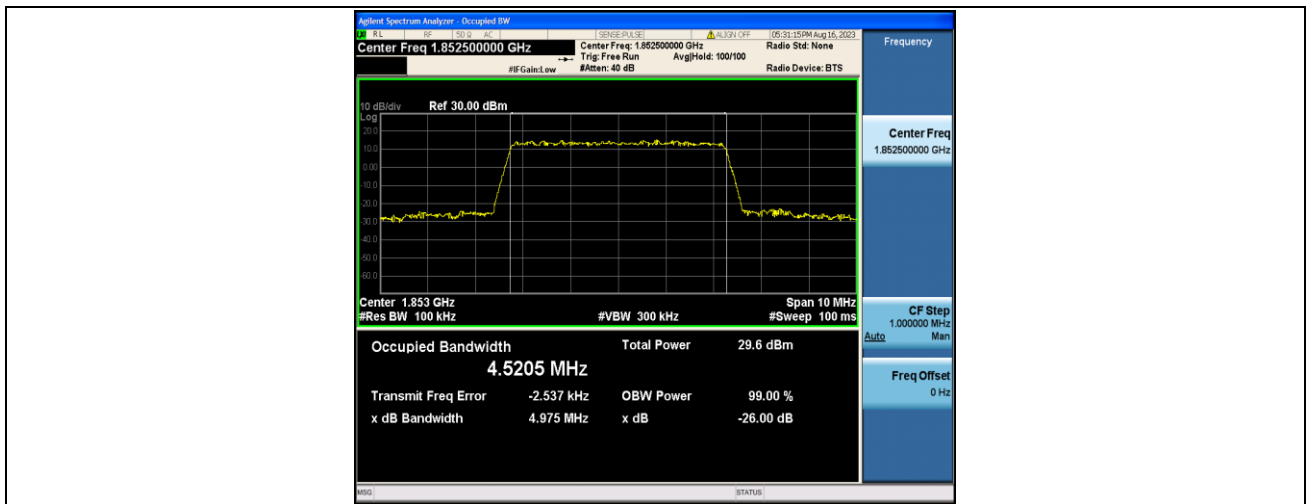 Agilent Spectrum Analyzer - Occupied BW
RL RF 50 Ω AC SENSE:PULSE ALIGN OFF 05:31:15PM Aug 16, 2023
Center Freq 1.852500000 GHz Center Freq: 1.852500000 GHz Radio Std: None
Trig: Free Run Avg|Hold: 100/100
#IFGain:Low #Atten: 40 dB Radio Device: BTS
10 dB/div Ref 30.00 dBm
Log
20.0
10.0
0.00
-10.0
-20.0
-30.0
-40.0
-50.0
-60.0
Center 1.853 GHz Span 10 MHz
#Res BW 100 kHz #VBW 300 kHz #Sweep 100 ms
Occupied Bandwidth Total Power 29.6 dBm
4.5205 MHz
Transmit Freq Error -2.537 kHz OBW Power 99.00 %
x dB Bandwidth 4.975 MHz x dB -26.00 dB
MSG STATUS
Frequency
Center Freq
1.852500000 GHz
CF Step
1.000000 MHz
Auto Man
Freq Offset
0 Hz